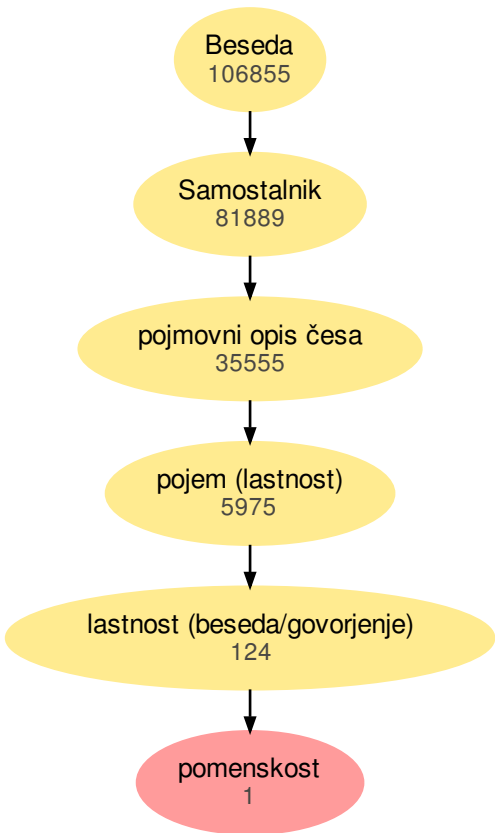 Beseda
106855
Samostalnik
81889
pojmovni opis česa
35555
pojem (lastnost)
5975
lastnost (beseda/govorjenje)
124
pomenskost
1